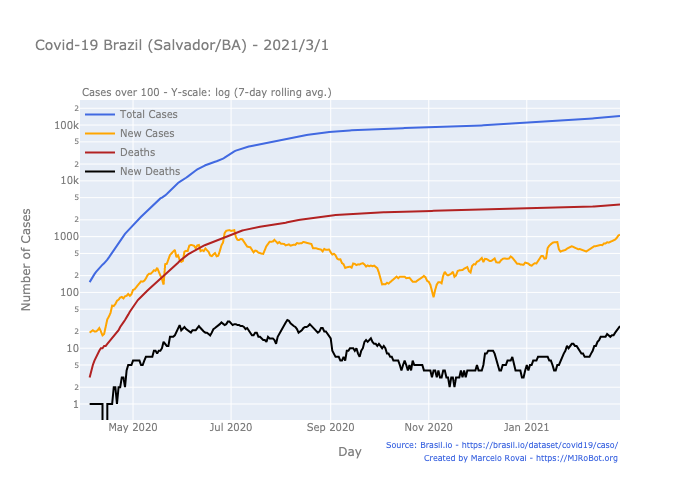 Covid-19 Brazil (Salvador/BA) - 2021/3/1
Cases over 100 - Y-scale: log (7-day rolling avg.)
Total Cases
New Cases
Deaths
New Deaths
2
100k
5
2
10k
5
2
1000
5
2
100
5
2
10
5
2
1
Number of Cases
May 2020
Jul 2020
Sep 2020
Nov 2020
Jan 2021
Day
Source: Brasil.io - https://brasil.io/dataset/covid19/caso/
Created by Marcelo Rovai - https://MJRoBot.org